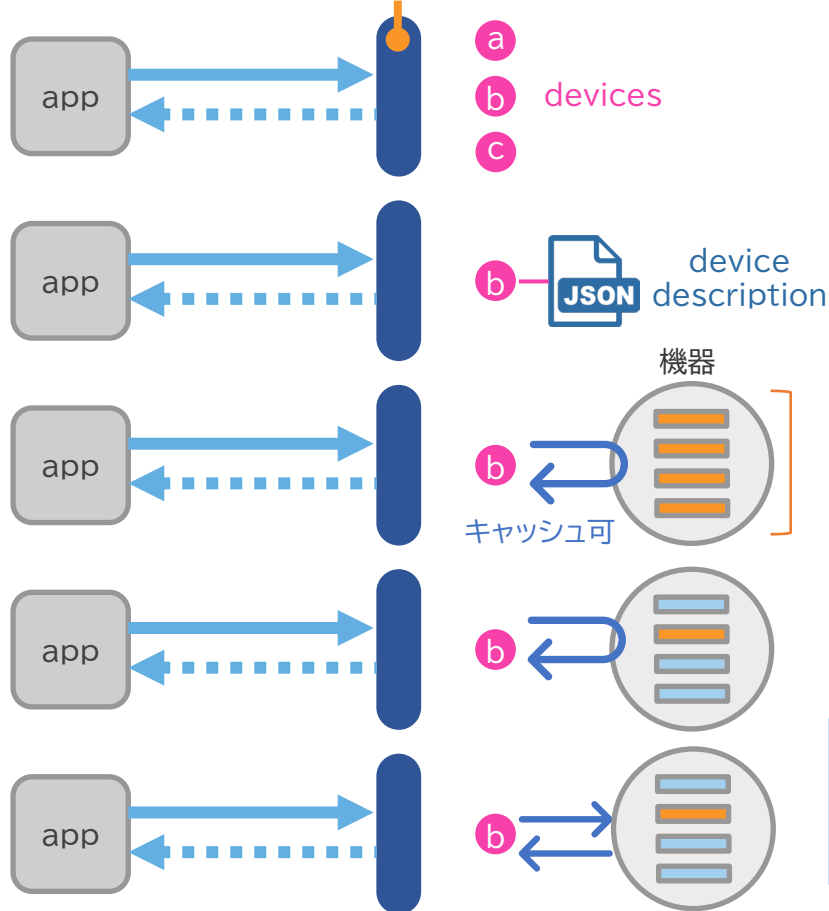 app
a
b devices
c
app
b
JSON
device
description
機器
app
b
キャッシュ可
app
b
app
b